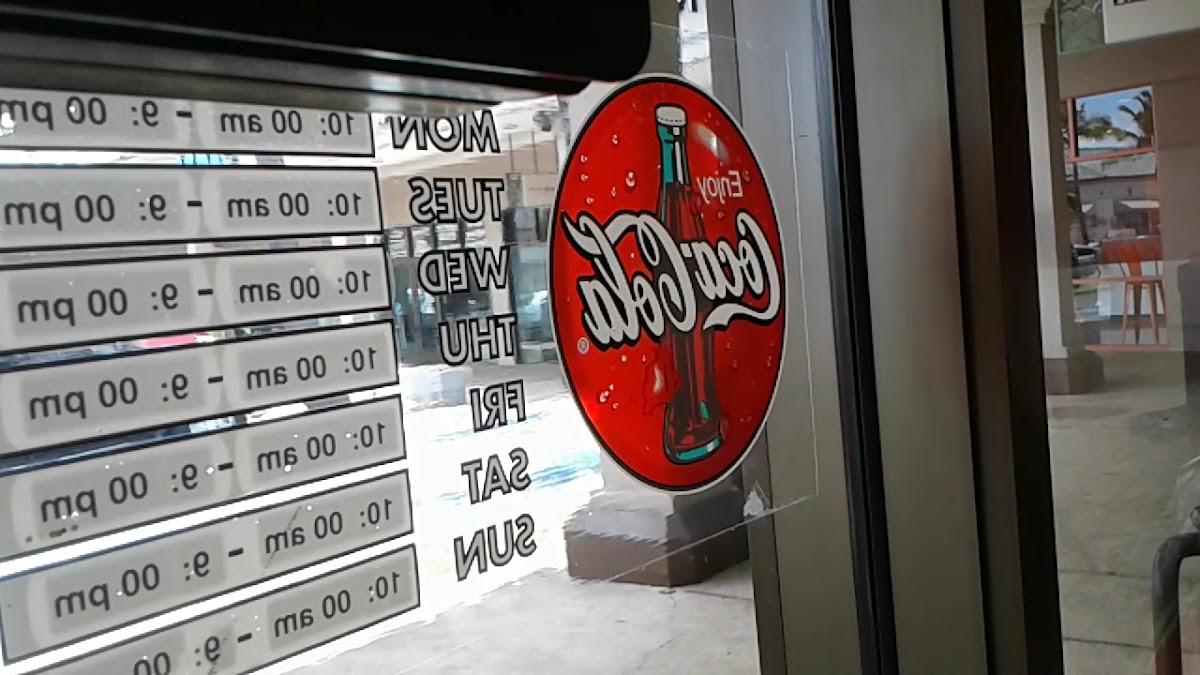 MON 10: 00 am - 9: 00 pm
TUES 10: 00 am - 9: 00 pm
WED 10: 00 am - 9: 00 pm
THU 10: 00 am - 9: 00 pm
FRI 10: 00 am - 9: 00 pm
SAT 10: 00 am - 9: 00 pm
SUN 10: 00 am - 9: 00
Enjoy
Coca-Cola®